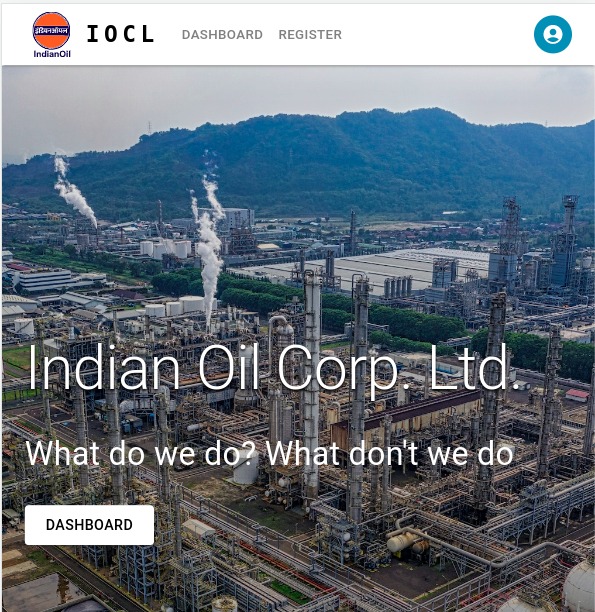 इंडियनऑयल
IndianOil
IOCL
DASHBOARD
REGISTER
Indian Oil Corp. Ltd.
What do we do? What don't we do
DASHBOARD